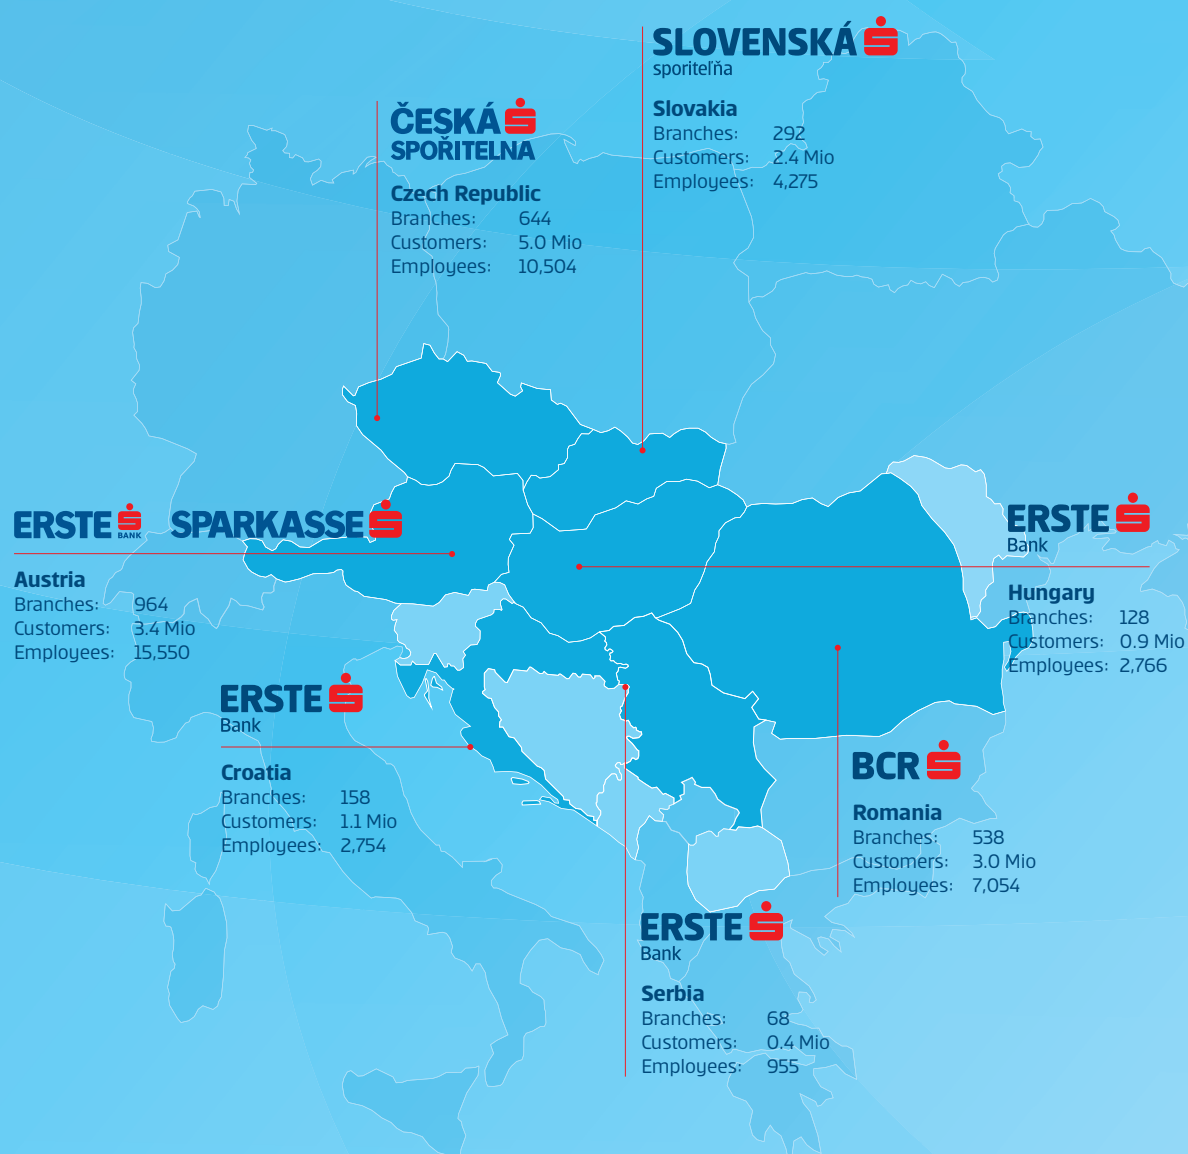 SLOVENSKÁ
sporiteľňa
Slovakia
Branches: 292
Customers: 2.4 Mio
Employees: 4,275
ČESKÁ
SPOŘITELNA
Czech Republic
Branches: 644
Customers: 5.0 Mio
Employees: 10,504
ERSTE BANK SPARKASSE
Austria
Branches: 964
Customers: 3.4 Mio
Employees: 15,550
ERSTE
Bank
Hungary
Branches: 128
Customers: 0.9 Mio
Employees: 2,766
ERSTE
Bank
Croatia
Branches: 158
Customers: 1.1 Mio
Employees: 2,754
BCR
Romania
Branches: 538
Customers: 3.0 Mio
Employees: 7,054
ERSTE
Bank
Serbia
Branches: 68
Customers: 0.4 Mio
Employees: 955